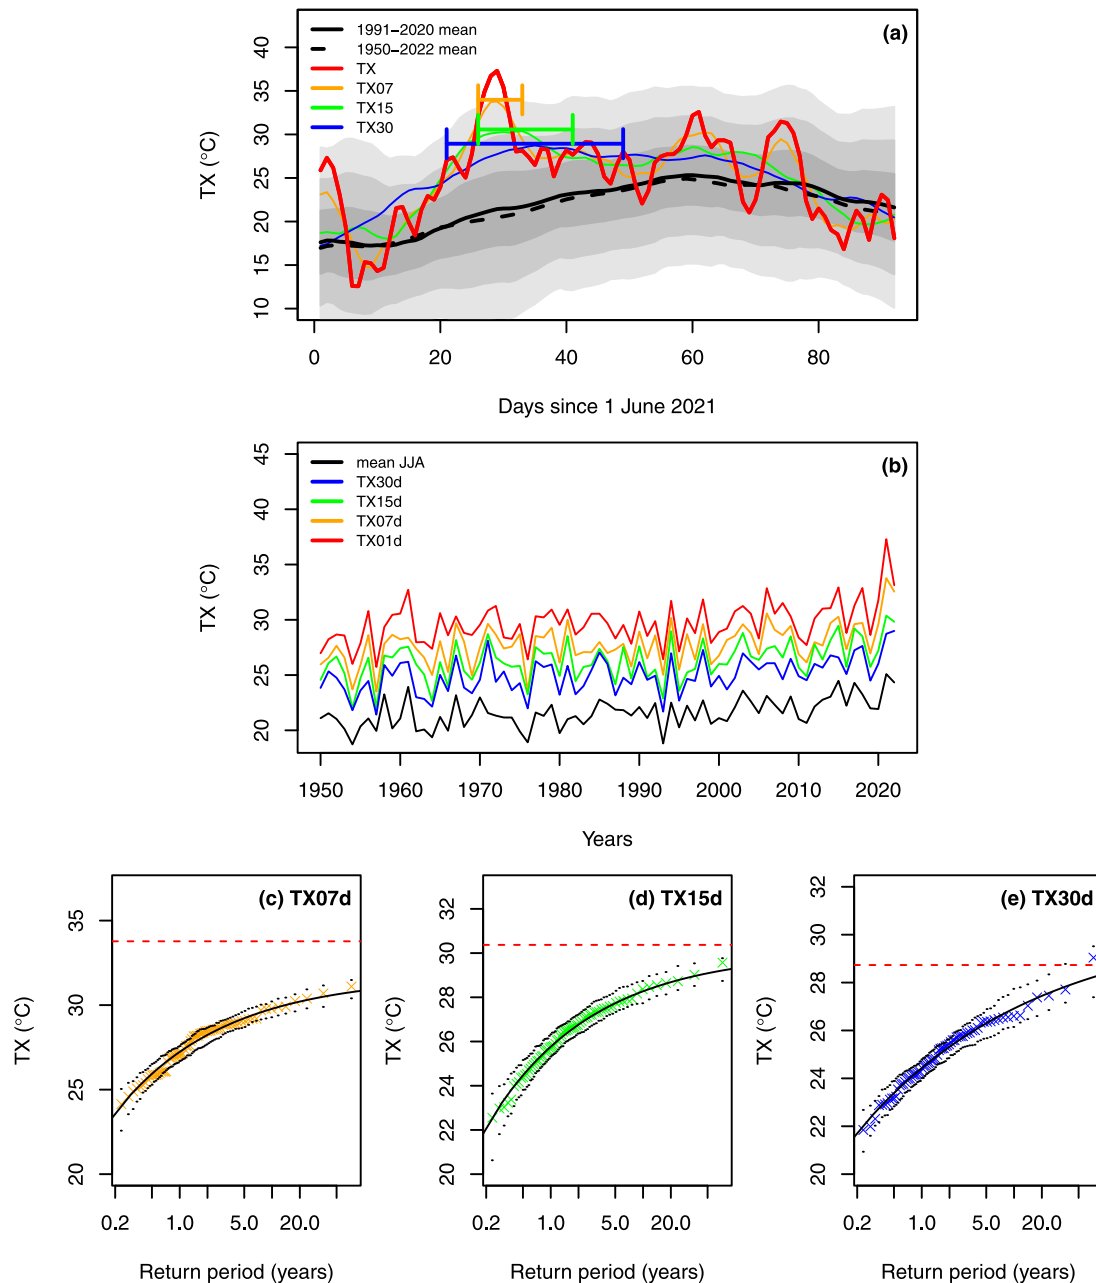 (a)
1991−2020 mean
1950−2022 mean
TX
TX07
TX15
TX30
TX (°C)
40
35
30
25
20
15
10
0 20 40 60 80
Days since 1 June 2021
(b)
mean JJA
TX30d
TX15d
TX07d
TX01d
TX (°C)
45
40
35
30
25
20
1950 1960 1970 1980 1990 2000 2010 2020
Years
(c) TX07d
TX (°C)
35
30
25
20
0.2 1.0 5.0 20.0
Return period (years)
(d) TX15d
TX (°C)
32
30
28
26
24
22
20
0.2 1.0 5.0 20.0
Return period (years)
(e) TX30d
TX (°C)
32
30
28
26
24
22
20
0.2 1.0 5.0 20.0
Return period (years)